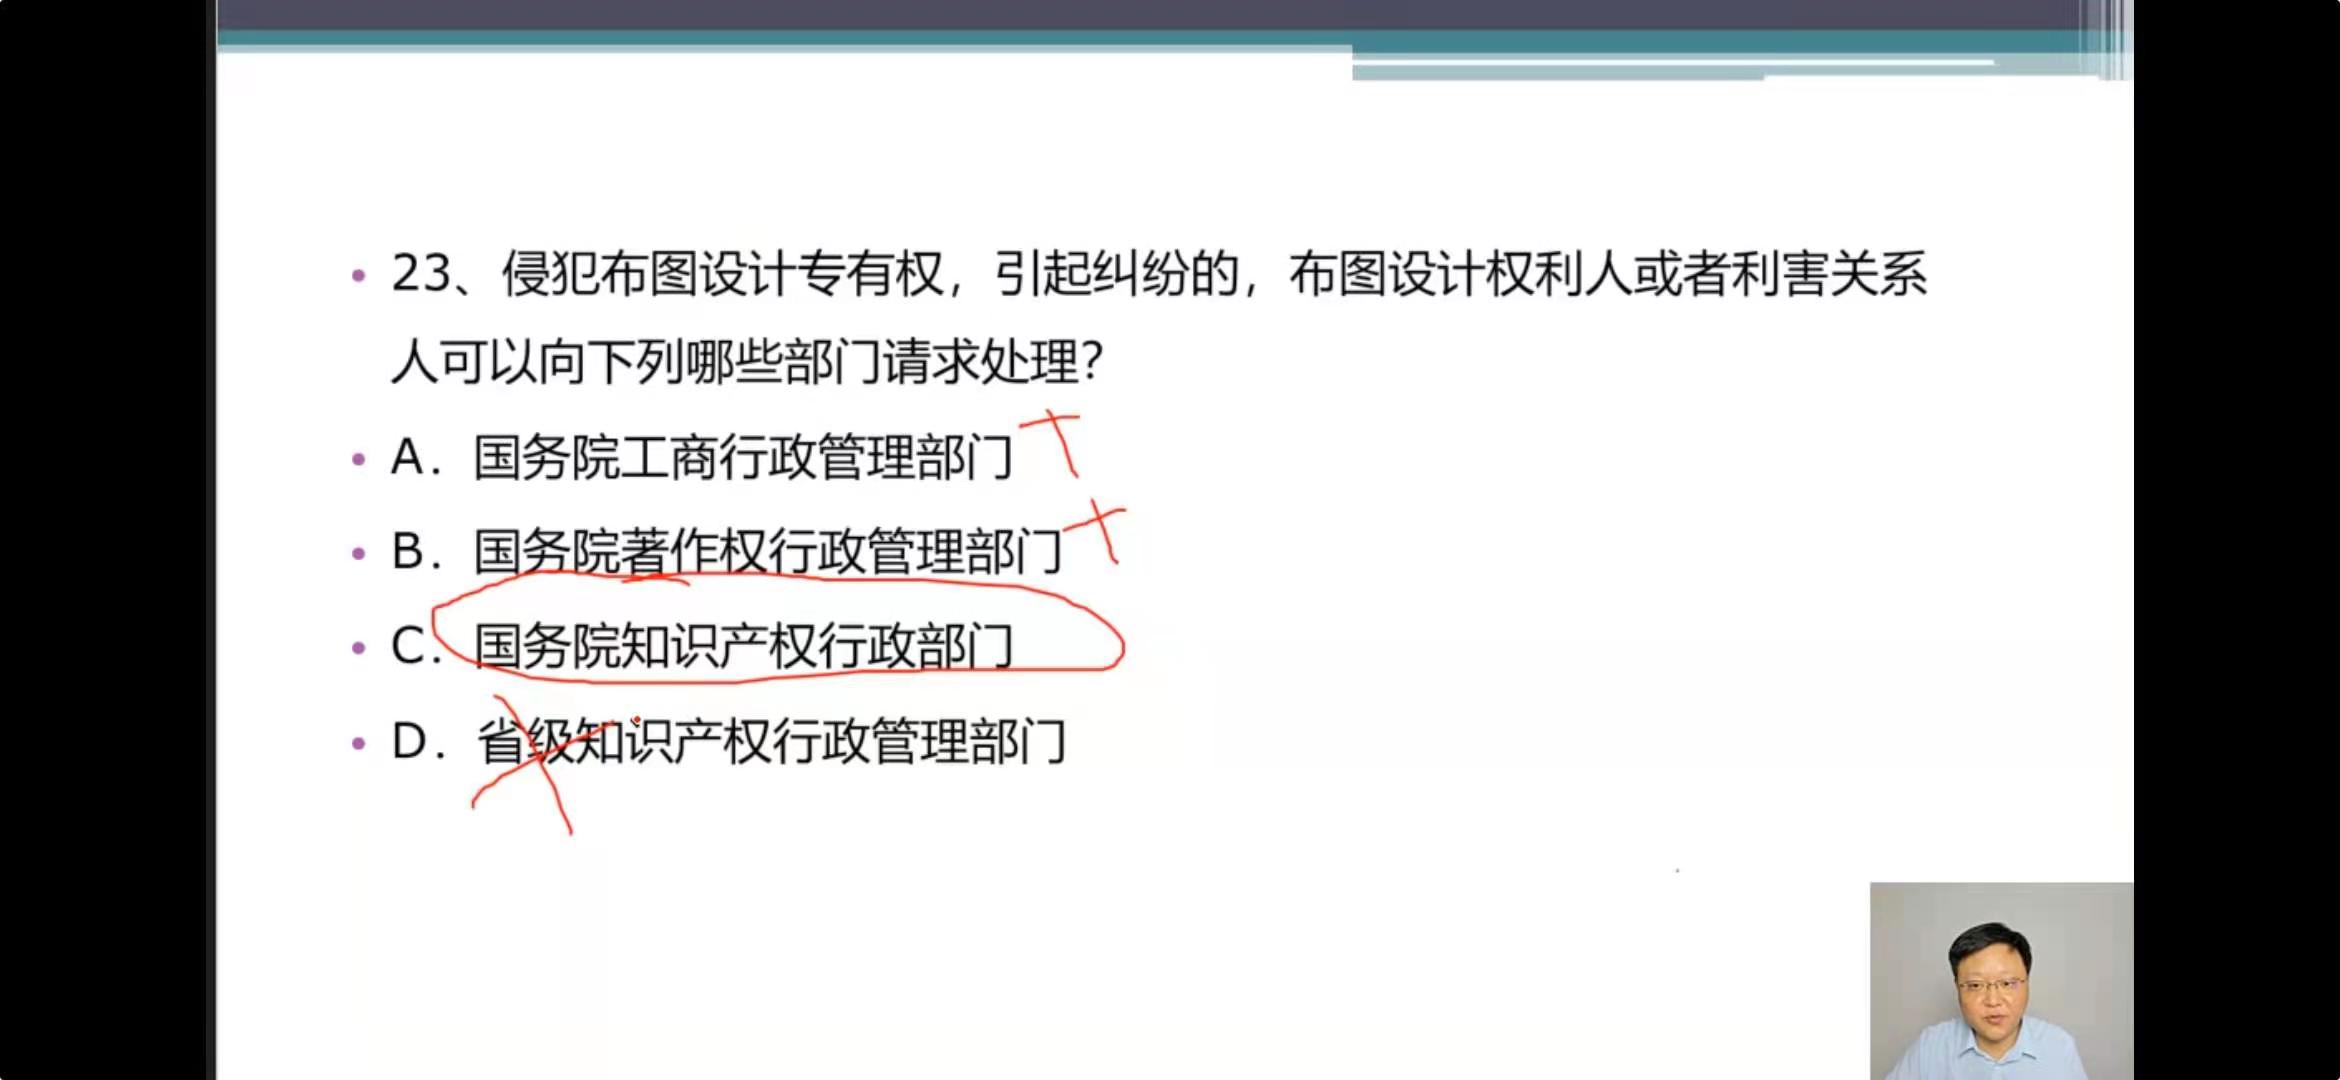 23、侵犯布图设计专有权，引起纠纷的，布图设计权利人或者利害关系
人可以向下列哪些部门请求处理？
A．国务院工商行政管理部门
B．国务院著作权行政管理部门
C．国务院知识产权行政部门
D．省级知识产权行政管理部门